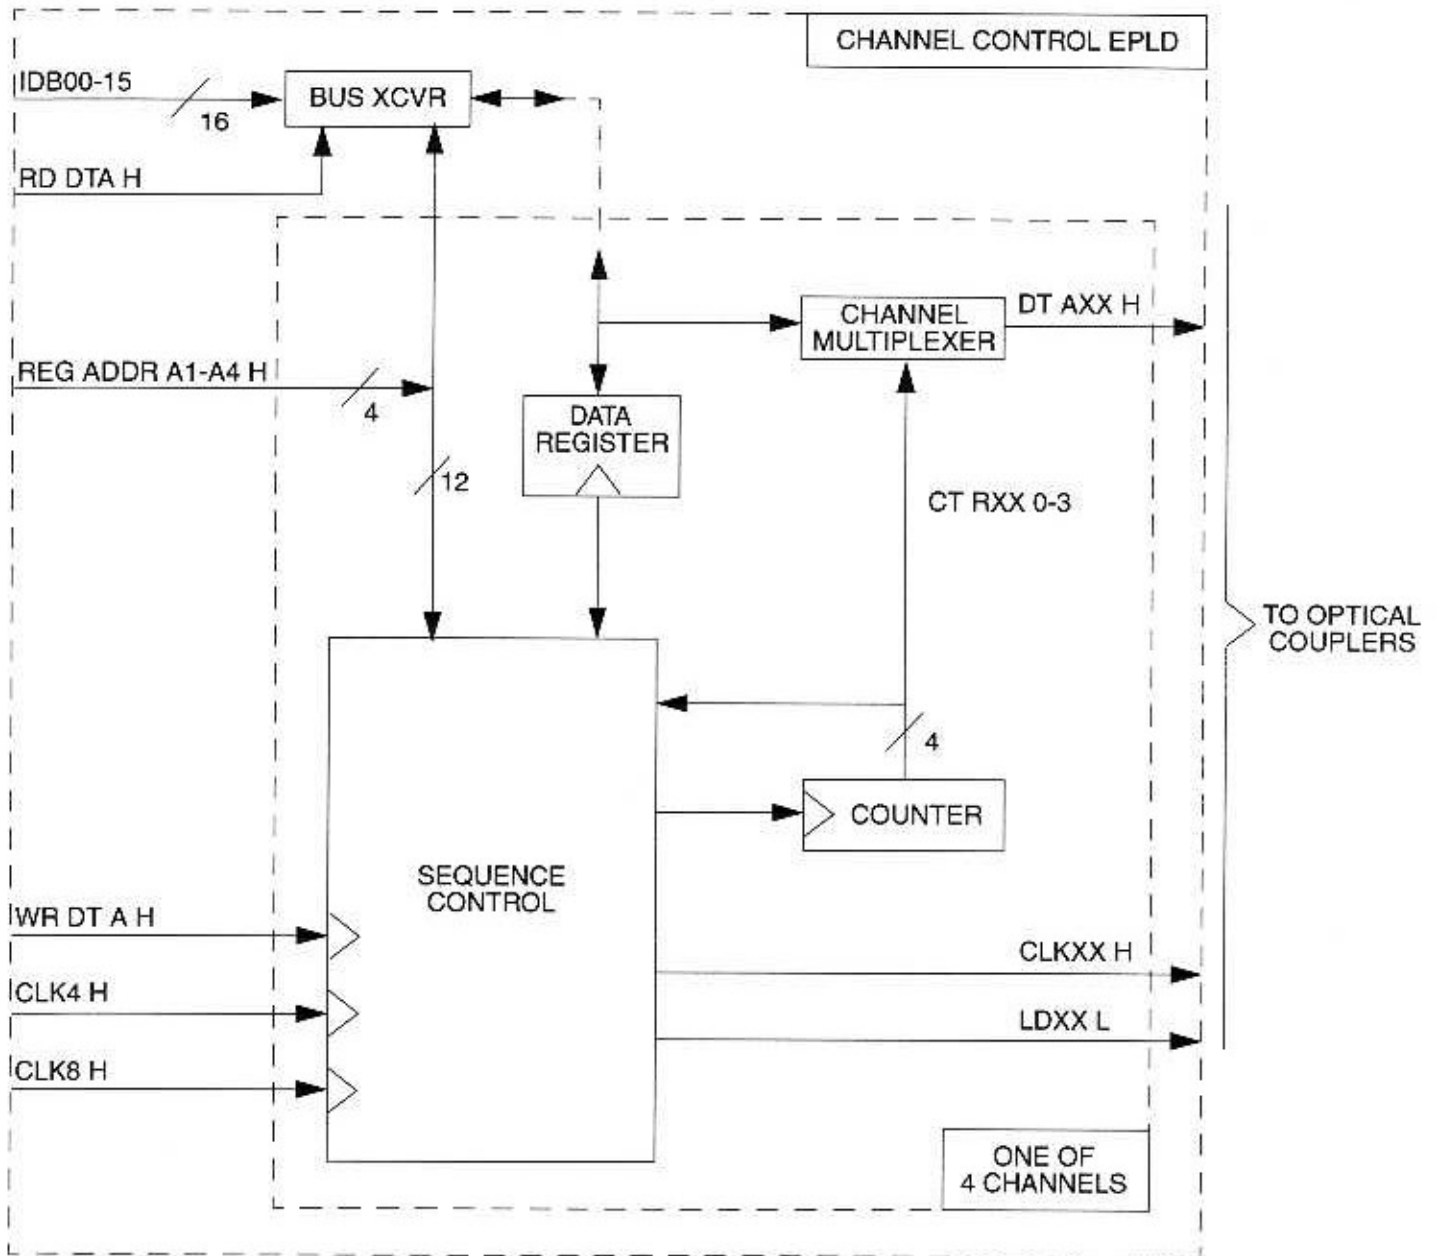 CHANNEL CONTROL EPLD
IDB00-15
16
BUS XCVR
RD DTA H
CHANNEL
MULTIPLEXER
DT AXX H
REG ADDR A1-A4 H
4
DATA
REGISTER
12
CT RXX 0-3
TO OPTICAL
COUPLERS
4
COUNTER
SEQUENCE
CONTROL
WR DT A H
CLKXX H
CLK4 H
LDXX L
CLK8 H
ONE OF
4 CHANNELS